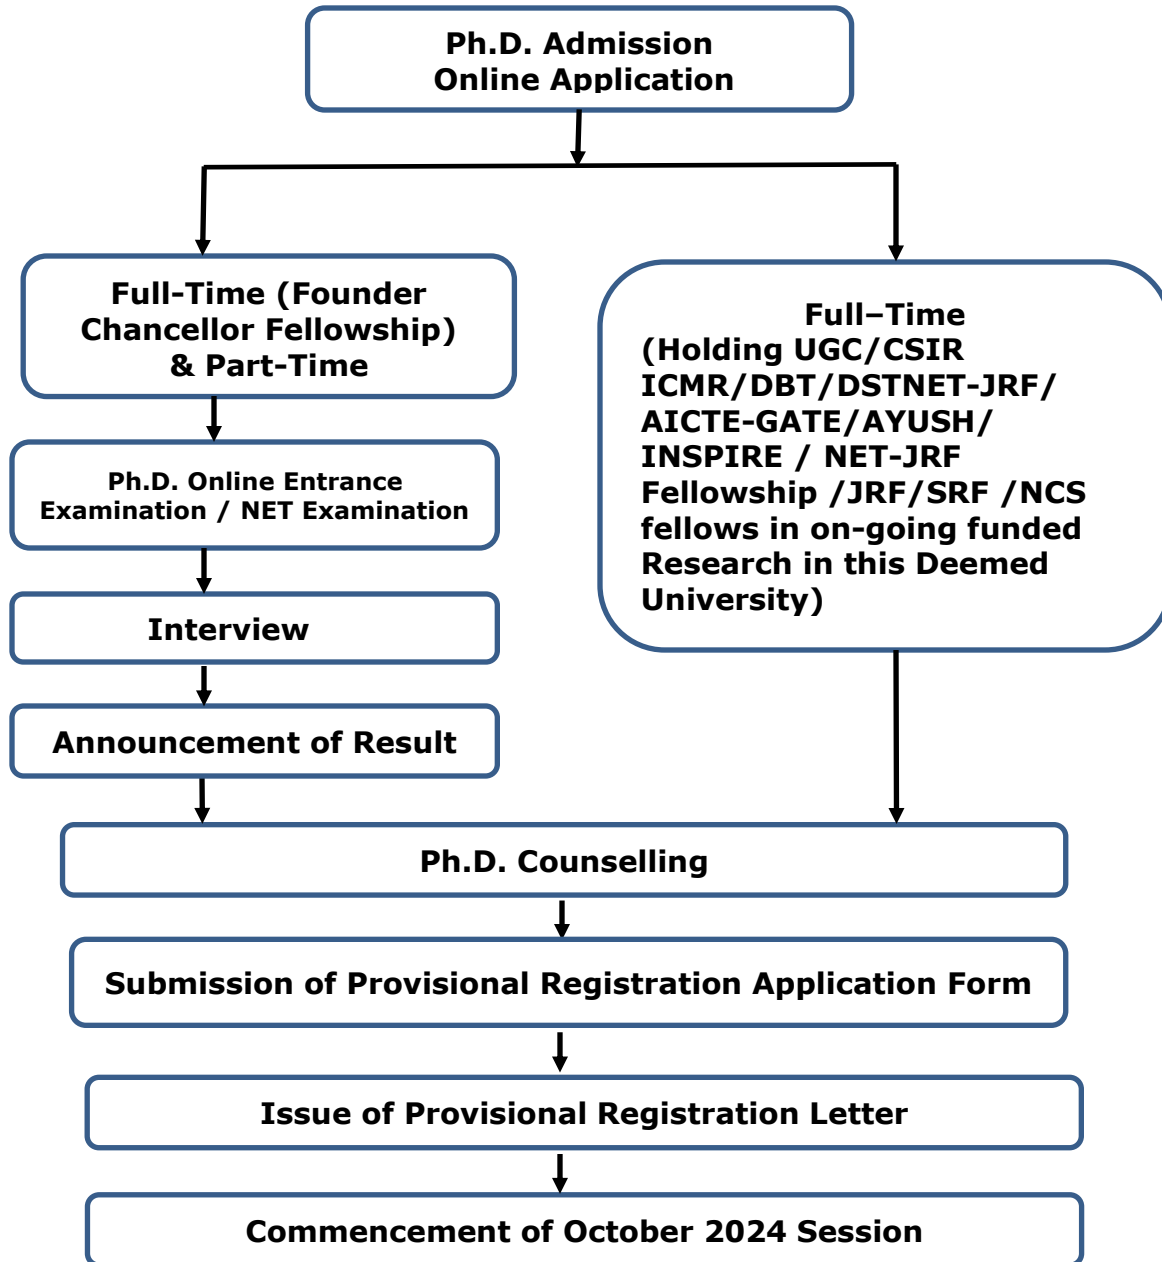 Ph.D. Admission
Online Application
Full-Time (Founder
Chancellor Fellowship)
& Part-Time
Full–Time
(Holding UGC/CSIR
ICMR/DBT/DSTNET-JRF/
AICTE-GATE/AYUSH/
INSPIRE / NET-JRF
Fellowship /JRF/SRF /NCS
fellows in on-going funded
Research in this Deemed
University)
Ph.D. Online Entrance
Examination / NET Examination
Interview
Announcement of Result
Ph.D. Counselling
Submission of Provisional Registration Application Form
Issue of Provisional Registration Letter
Commencement of October 2024 Session